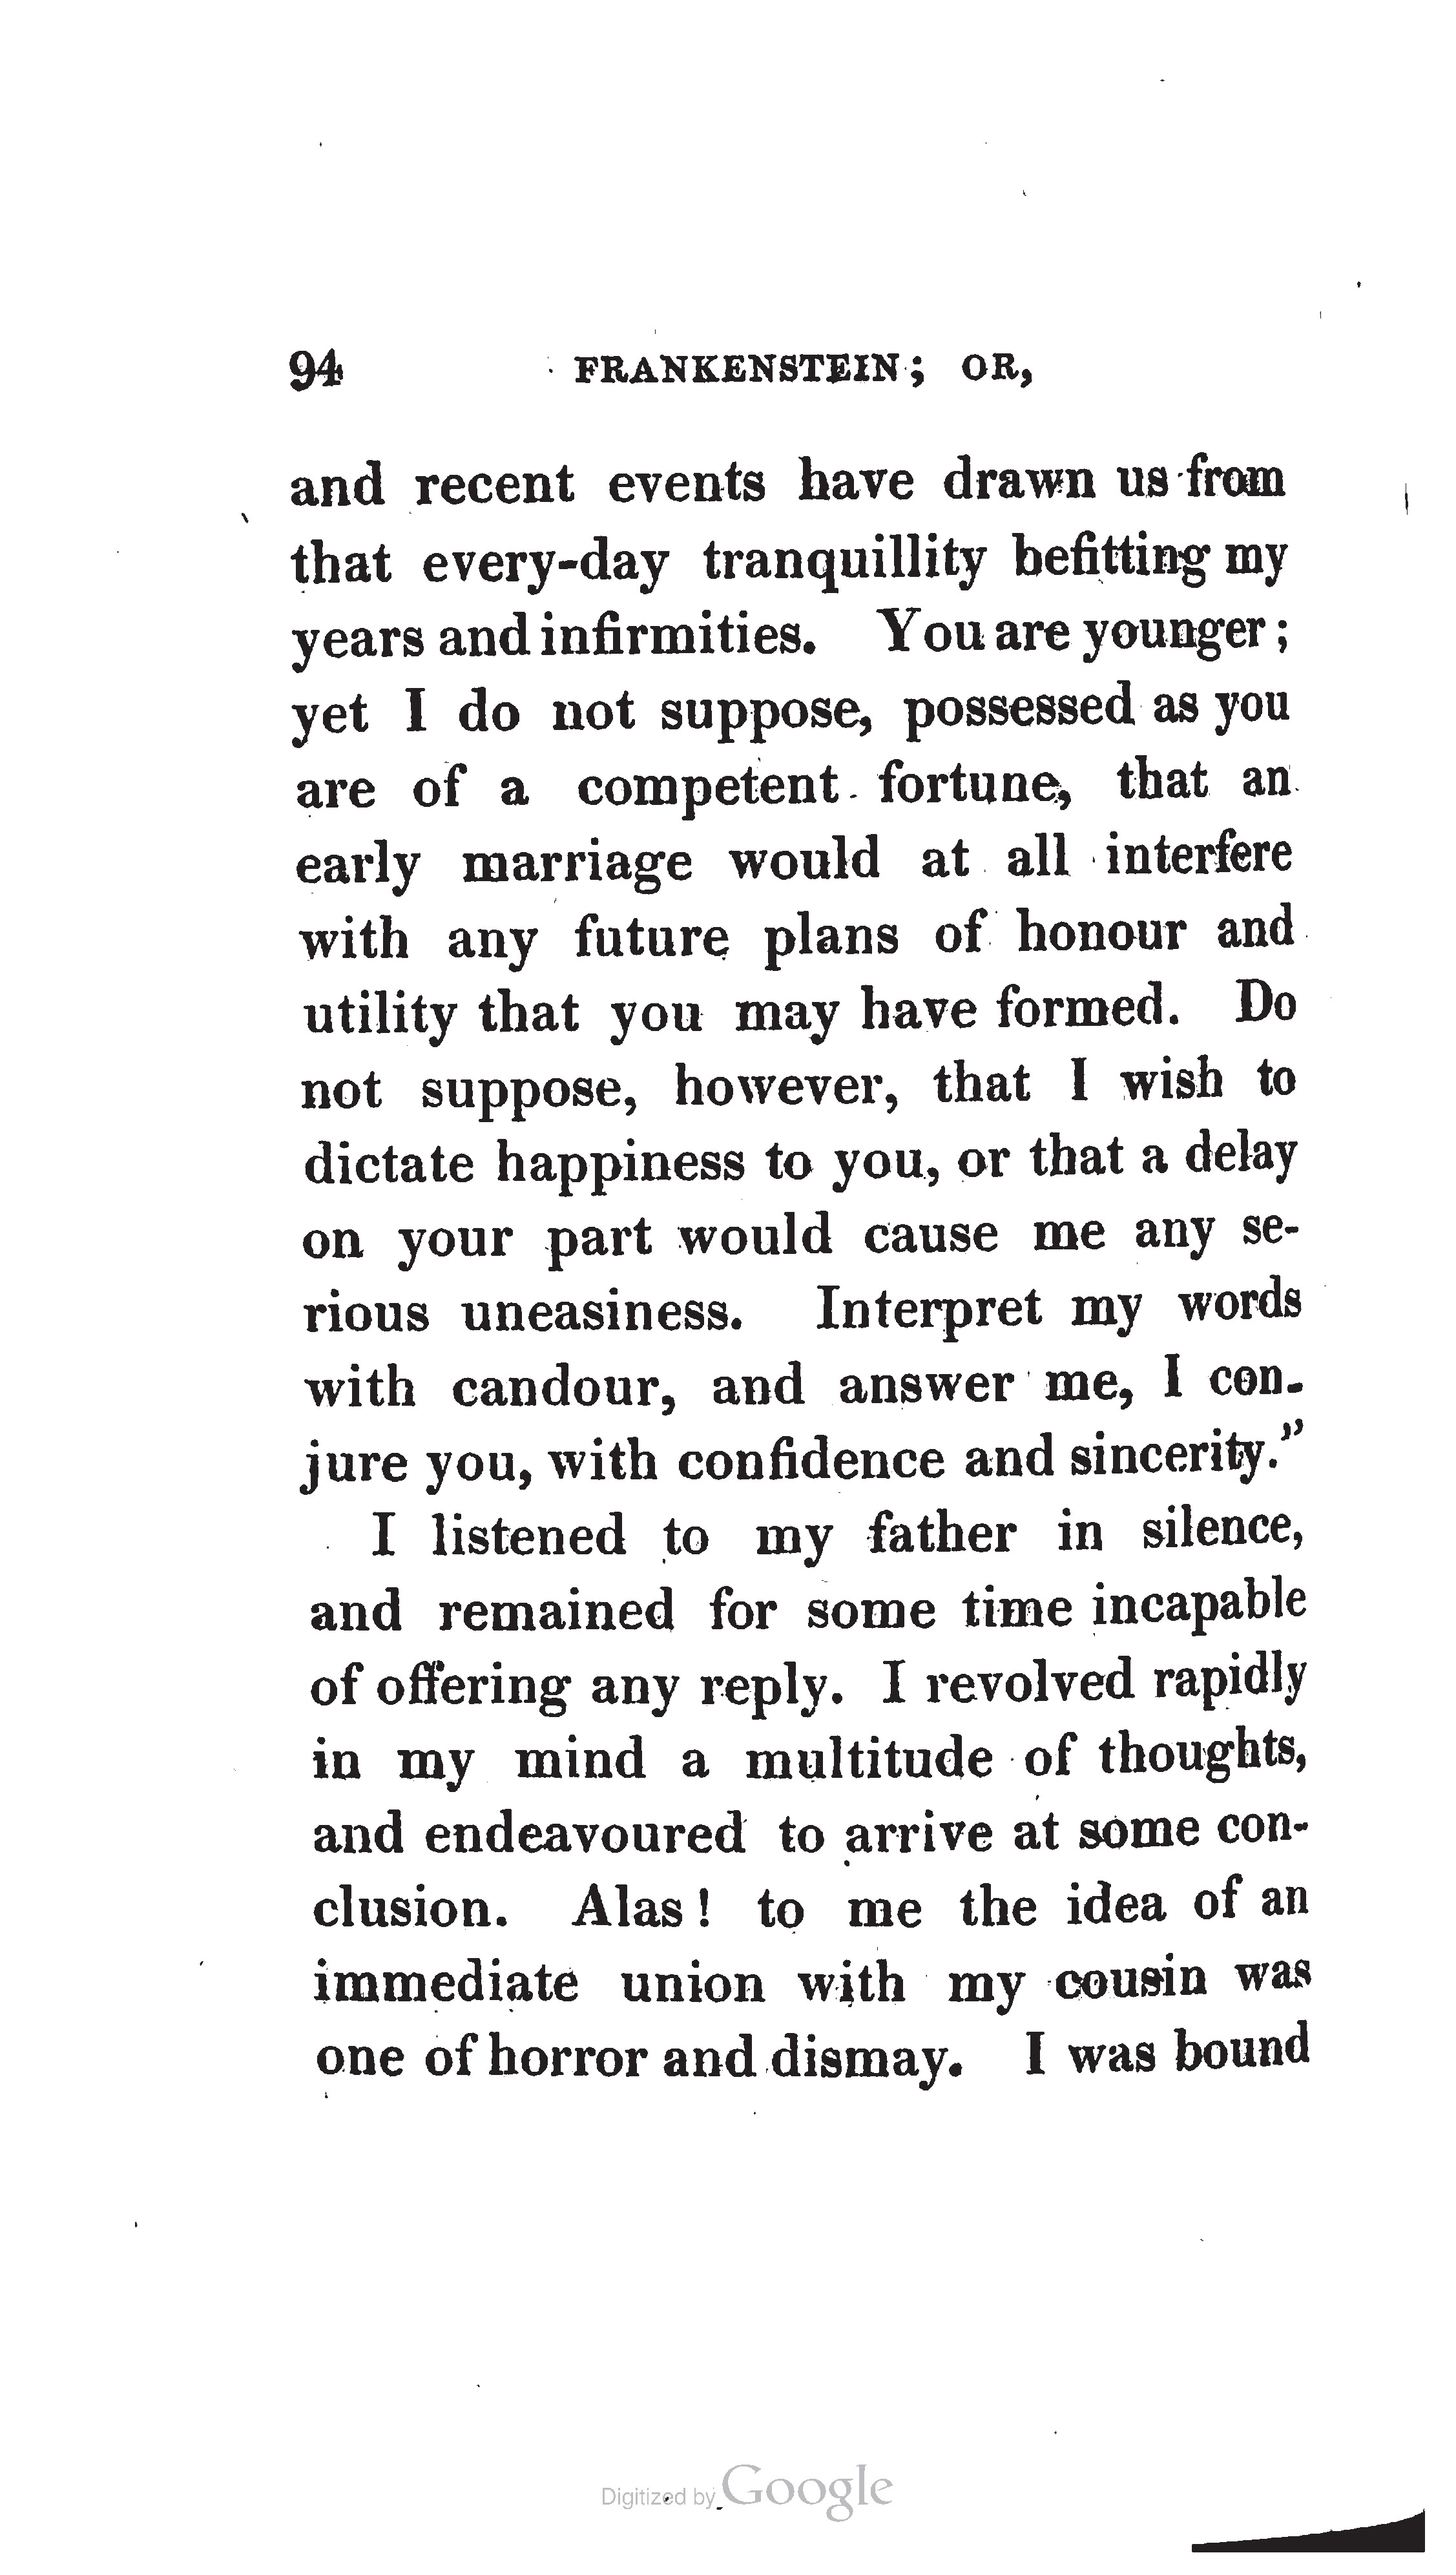 94 FRANKENSTEIN; OR,
and recent events have drawn us from
that every-day tranquillity befitting my
years and infirmities. You are younger;
yet I do not suppose, possessed as you
are of a competent fortune, that an
early marriage would at all interfere
with any future plans of honour and
utility that you may have formed. Do
not suppose, however, that I wish to
dictate happiness to you, or that a delay
on your part would cause me any se-
rious uneasiness. Interpret my words
with candour, and answer me, I con-
jure you, with confidence and sincerity."
I listened to my father in silence,
and remained for some time incapable
of offering any reply. I revolved rapidly
in my mind a multitude of thoughts,
and endeavoured to arrive at some con-
clusion. Alas! to me the idea of an
immediate union with my cousin was
one of horror and dismay. I was bound
Digitized by Google